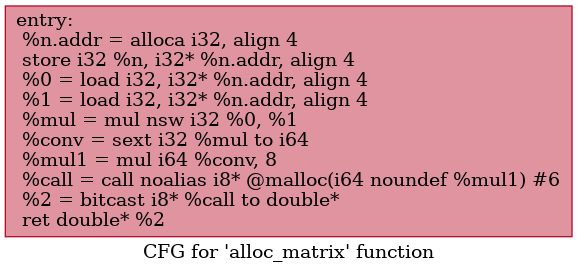 entry:
%n.addr = alloca i32, align 4
store i32 %n, i32* %n.addr, align 4
%0 = load i32, i32* %n.addr, align 4
%1 = load i32, i32* %n.addr, align 4
%mul = mul nsw i32 %0, %1
%conv = sext i32 %mul to i64
%mul1 = mul i64 %conv, 8
%call = call noalias i8* @malloc(i64 noundef %mul1) #6
%2 = bitcast i8* %call to double*
ret double* %2
CFG for 'alloc_matrix' function